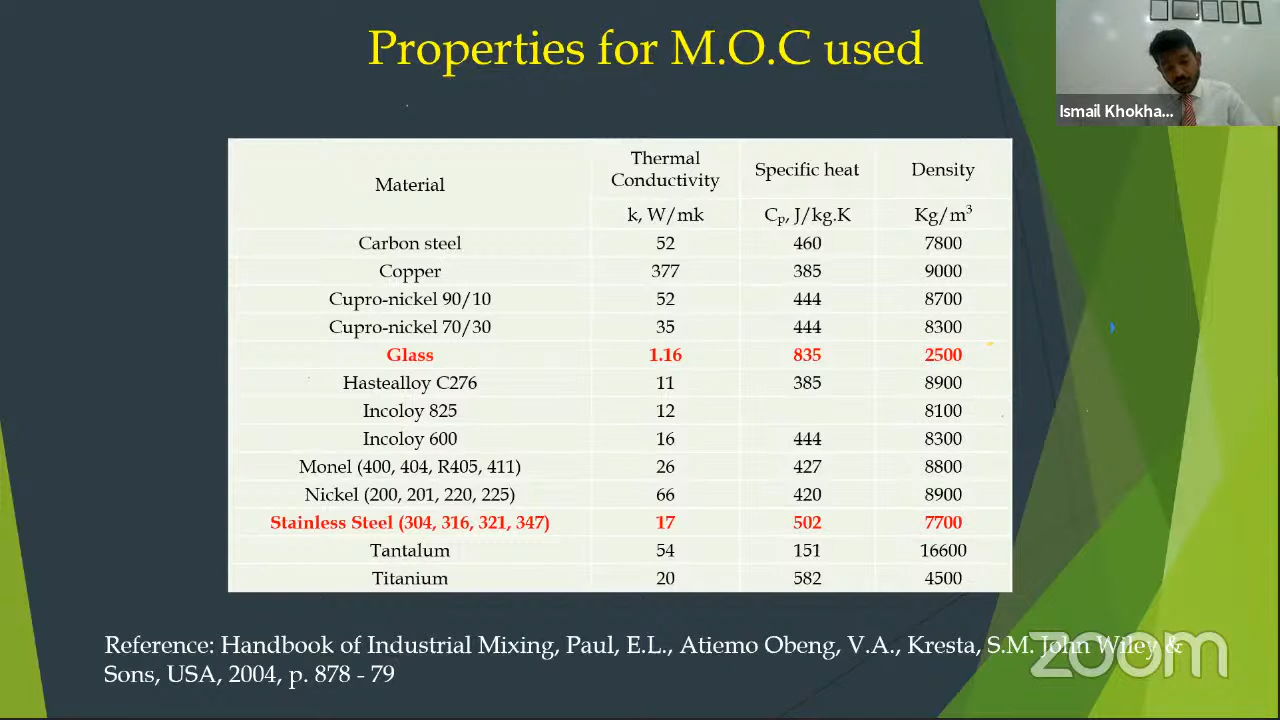 Properties for M.O.C used
Ismail Khokha...
Material Thermal Conductivity Specific heat Density
k, W/mk Cp, J/kg.K Kg/m³
Carbon steel 52 460 7800
Copper 377 385 9000
Cupro-nickel 90/10 52 444 8700
Cupro-nickel 70/30 35 444 8300
Glass 1.16 835 2500
Hastealloy C276 11 385 8900
Incoloy 825 12 8100
Incoloy 600 16 444 8300
Monel (400, 404, R405, 411) 26 427 8800
Nickel (200, 201, 220, 225) 66 420 8900
Stainless Steel (304, 316, 321, 347) 17 502 7700
Tantalum 54 151 16600
Titanium 20 582 4500
Reference: Handbook of Industrial Mixing, Paul, E.L., Atiemo Obeng, V.A., Kresta, S.M. John Wiley &
Sons, USA, 2004, p. 878 - 79
zoom